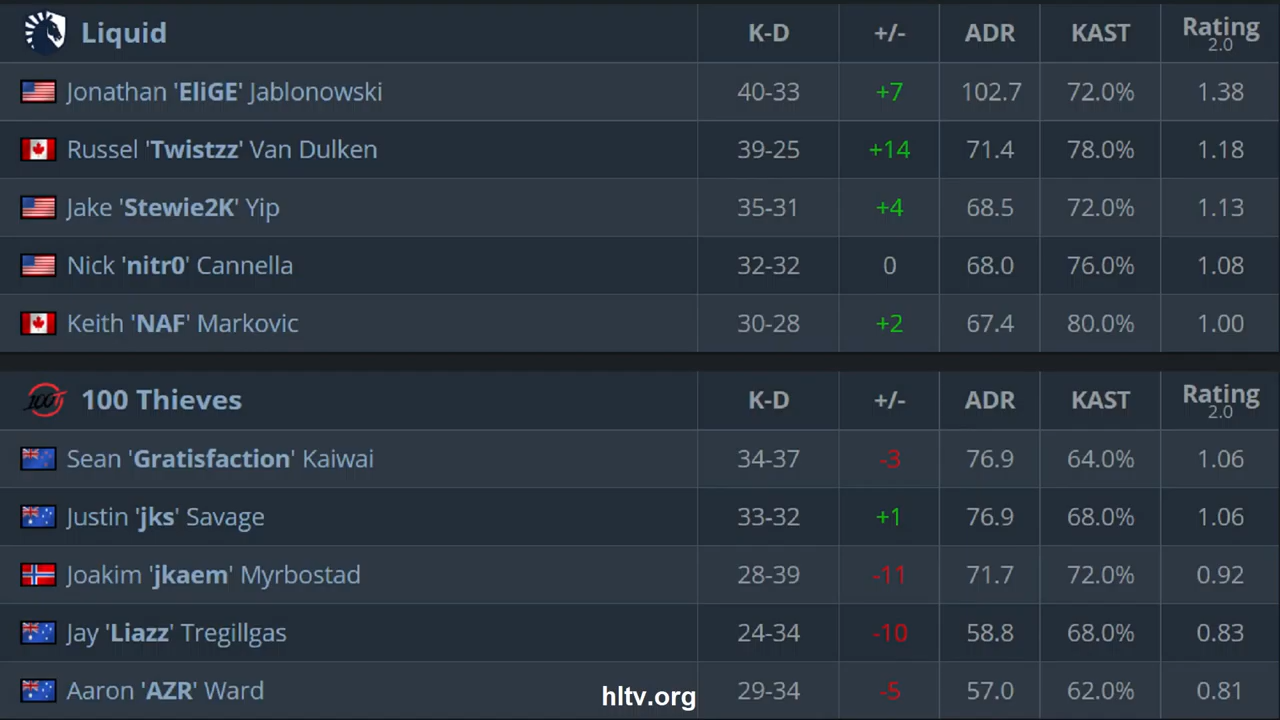 Liquid K-D +/- ADR KAST Rating 2.0
Jonathan 'EliGE' Jablonowski 40-33 +7 102.7 72.0% 1.38
Russel 'Twistzz' Van Dulken 39-25 +14 71.4 78.0% 1.18
Jake 'Stewie2K' Yip 35-31 +4 68.5 72.0% 1.13
Nick 'nitr0' Cannella 32-32 0 68.0 76.0% 1.08
Keith 'NAF' Markovic 30-28 +2 67.4 80.0% 1.00
100T 100 Thieves K-D +/- ADR KAST Rating 2.0
Sean 'Gratisfaction' Kaiwai 34-37 -3 76.9 64.0% 1.06
Justin 'jks' Savage 33-32 +1 76.9 68.0% 1.06
Joakim 'jkaem' Myrbostad 28-39 -11 71.7 72.0% 0.92
Jay 'Liazz' Tregillgas 24-34 -10 58.8 68.0% 0.83
Aaron 'AZR' Ward 29-34 -5 57.0 62.0% 0.81
hltv.org